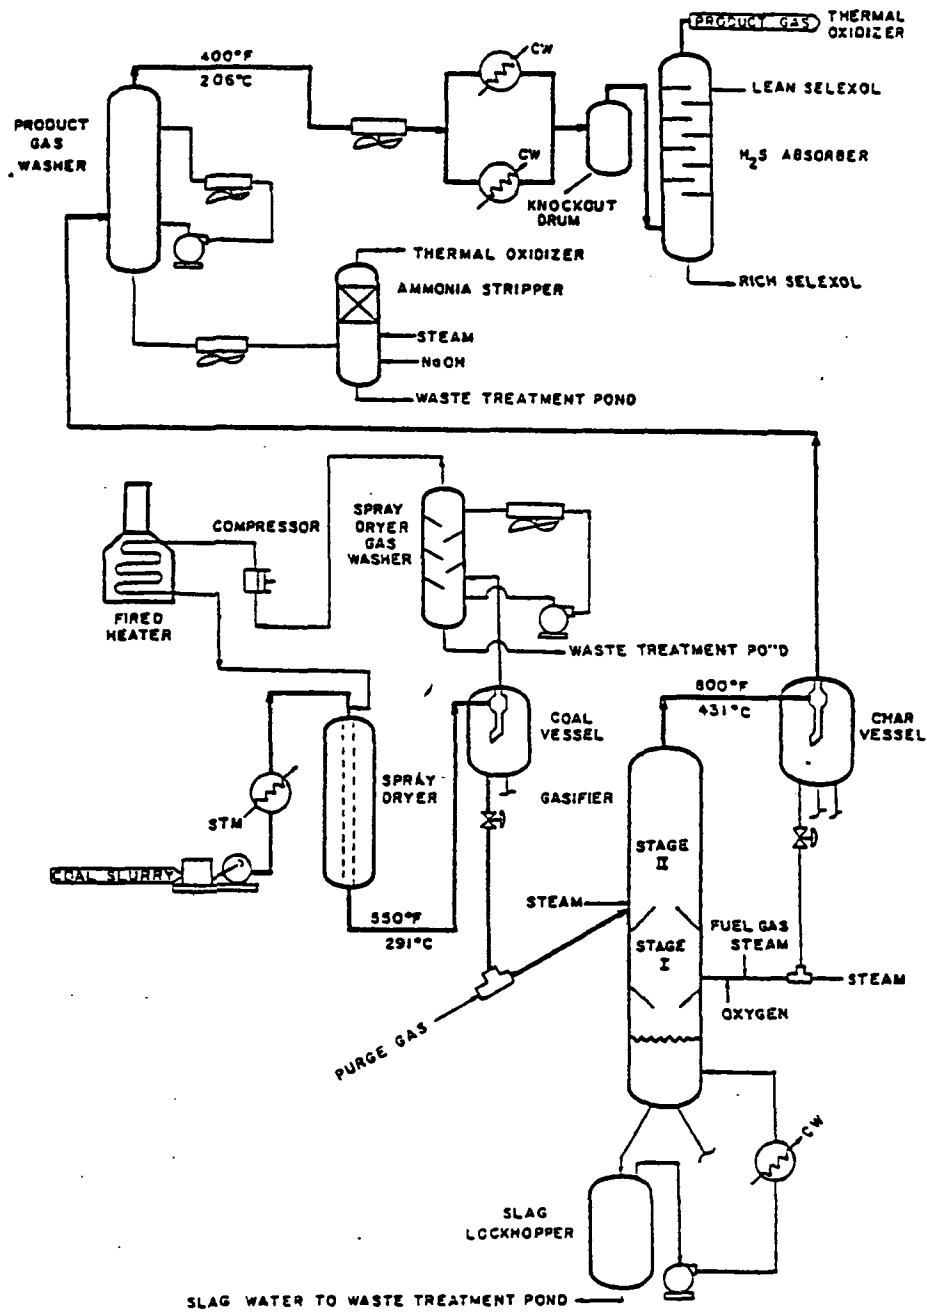 PRODUCT GAS
THERMAL
OXIDIZER
400°F
206°C
CW
LEAN SELEXOL
PRODUCT
GAS
WASHER
H2S ABSORBER
CW
KNOCKOUT
DRUM
THERMAL OXIDIZER
RICH SELEXOL
AMMONIA STRIPPER
STEAM
NaOH
WASTE TREATMENT POND
COMPRESSOR
SPRAY
DRYER
GAS
WASHER
FIRED
HEATER
WASTE TREATMENT POND
800°F
431°C
COAL
VESSEL
CHAR
VESSEL
SPRAY
DRYER
GASIFIER
STM
STAGE
II
COAL SLURRY
STEAM
550°F
291°C
FUEL GAS
STEAM
STAGE
I
STEAM
OXYGEN
PURGE GAS
CW
SLAG
LOCKHOPPER
SLAG WATER TO WASTE TREATMENT POND